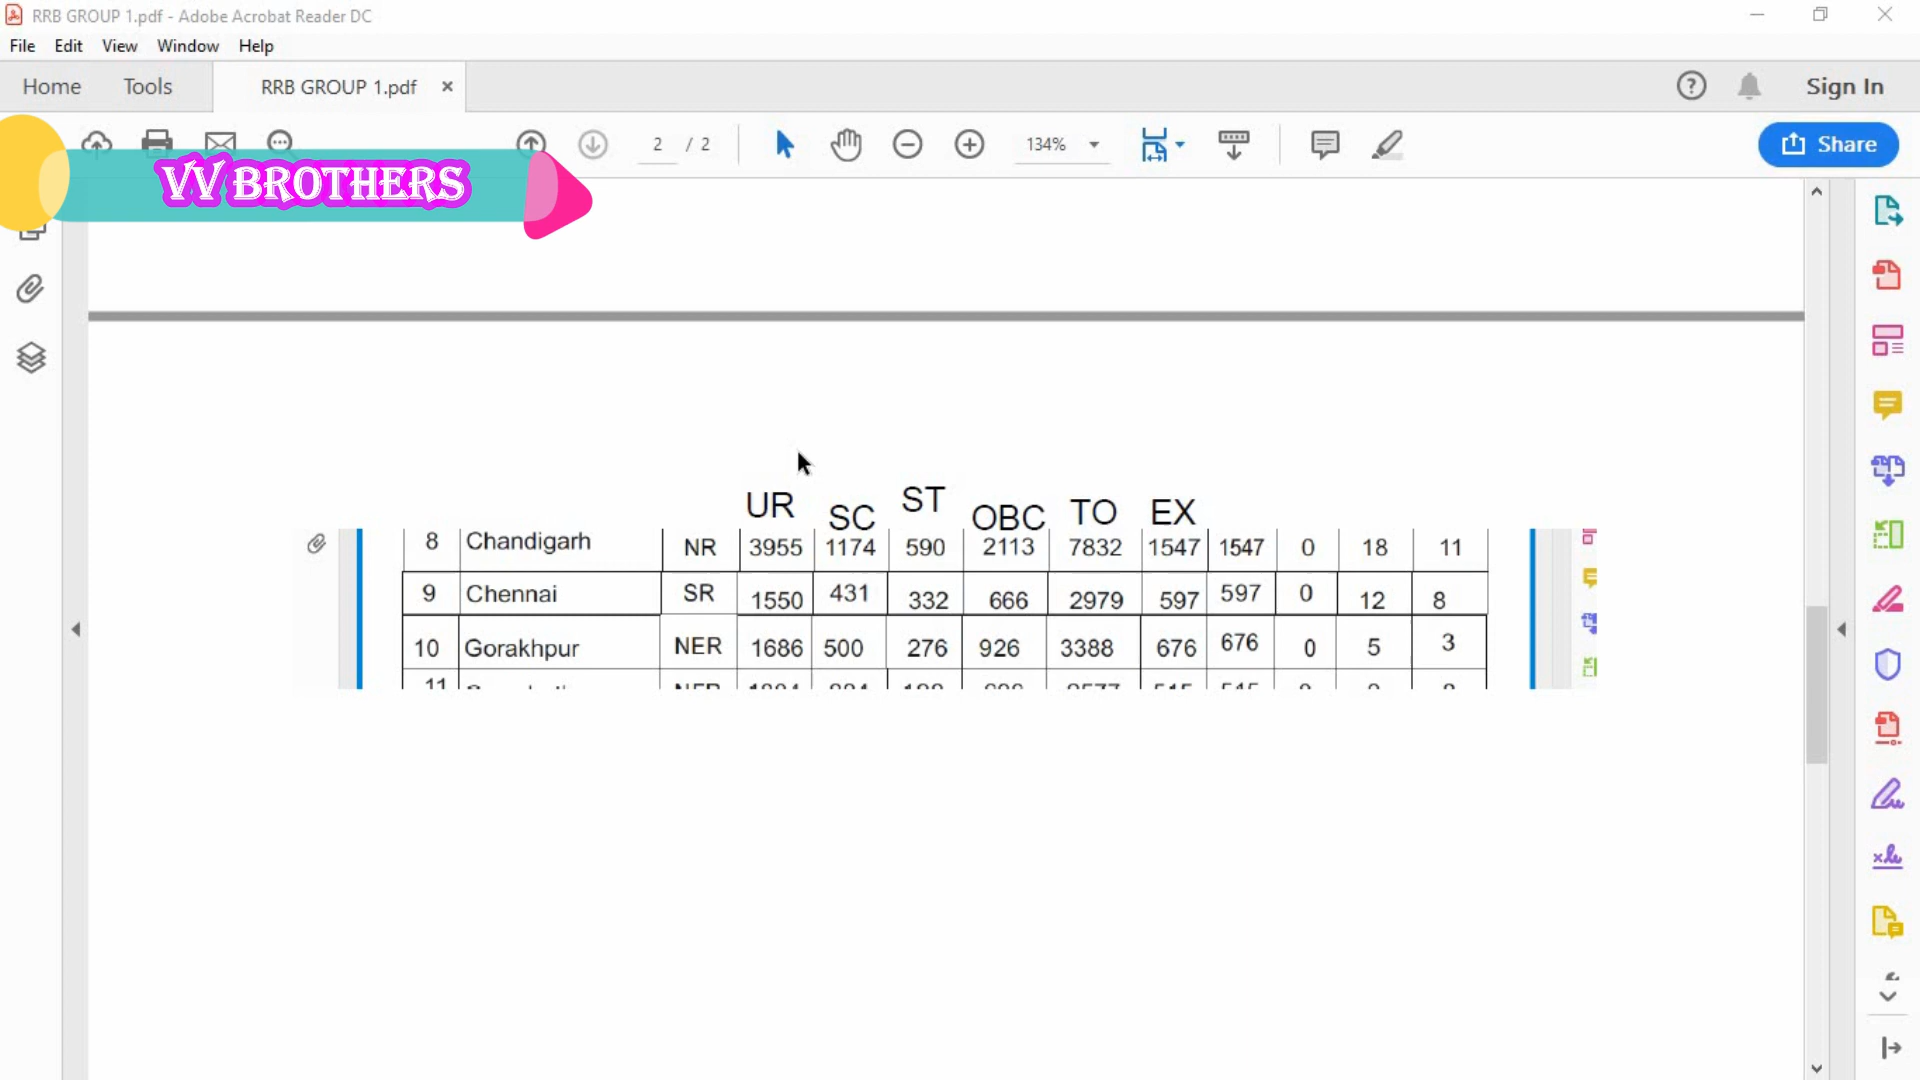 RRB GROUP 1.pdf - Adobe Acrobat Reader DC
File Edit View Window Help
Home Tools RRB GROUP 1.pdf × Sign In
2 / 2 134% Share
VV BROTHERS
UR SC ST OBC TO EX
8 Chandigarh NR 3955 1174 590 2113 7832 1547 1547 0 18 11
9 Chennai SR 1550 431 332 666 2979 597 597 0 12 8
10 Gorakhpur NER 1686 500 276 926 3388 676 676 0 5 3
11